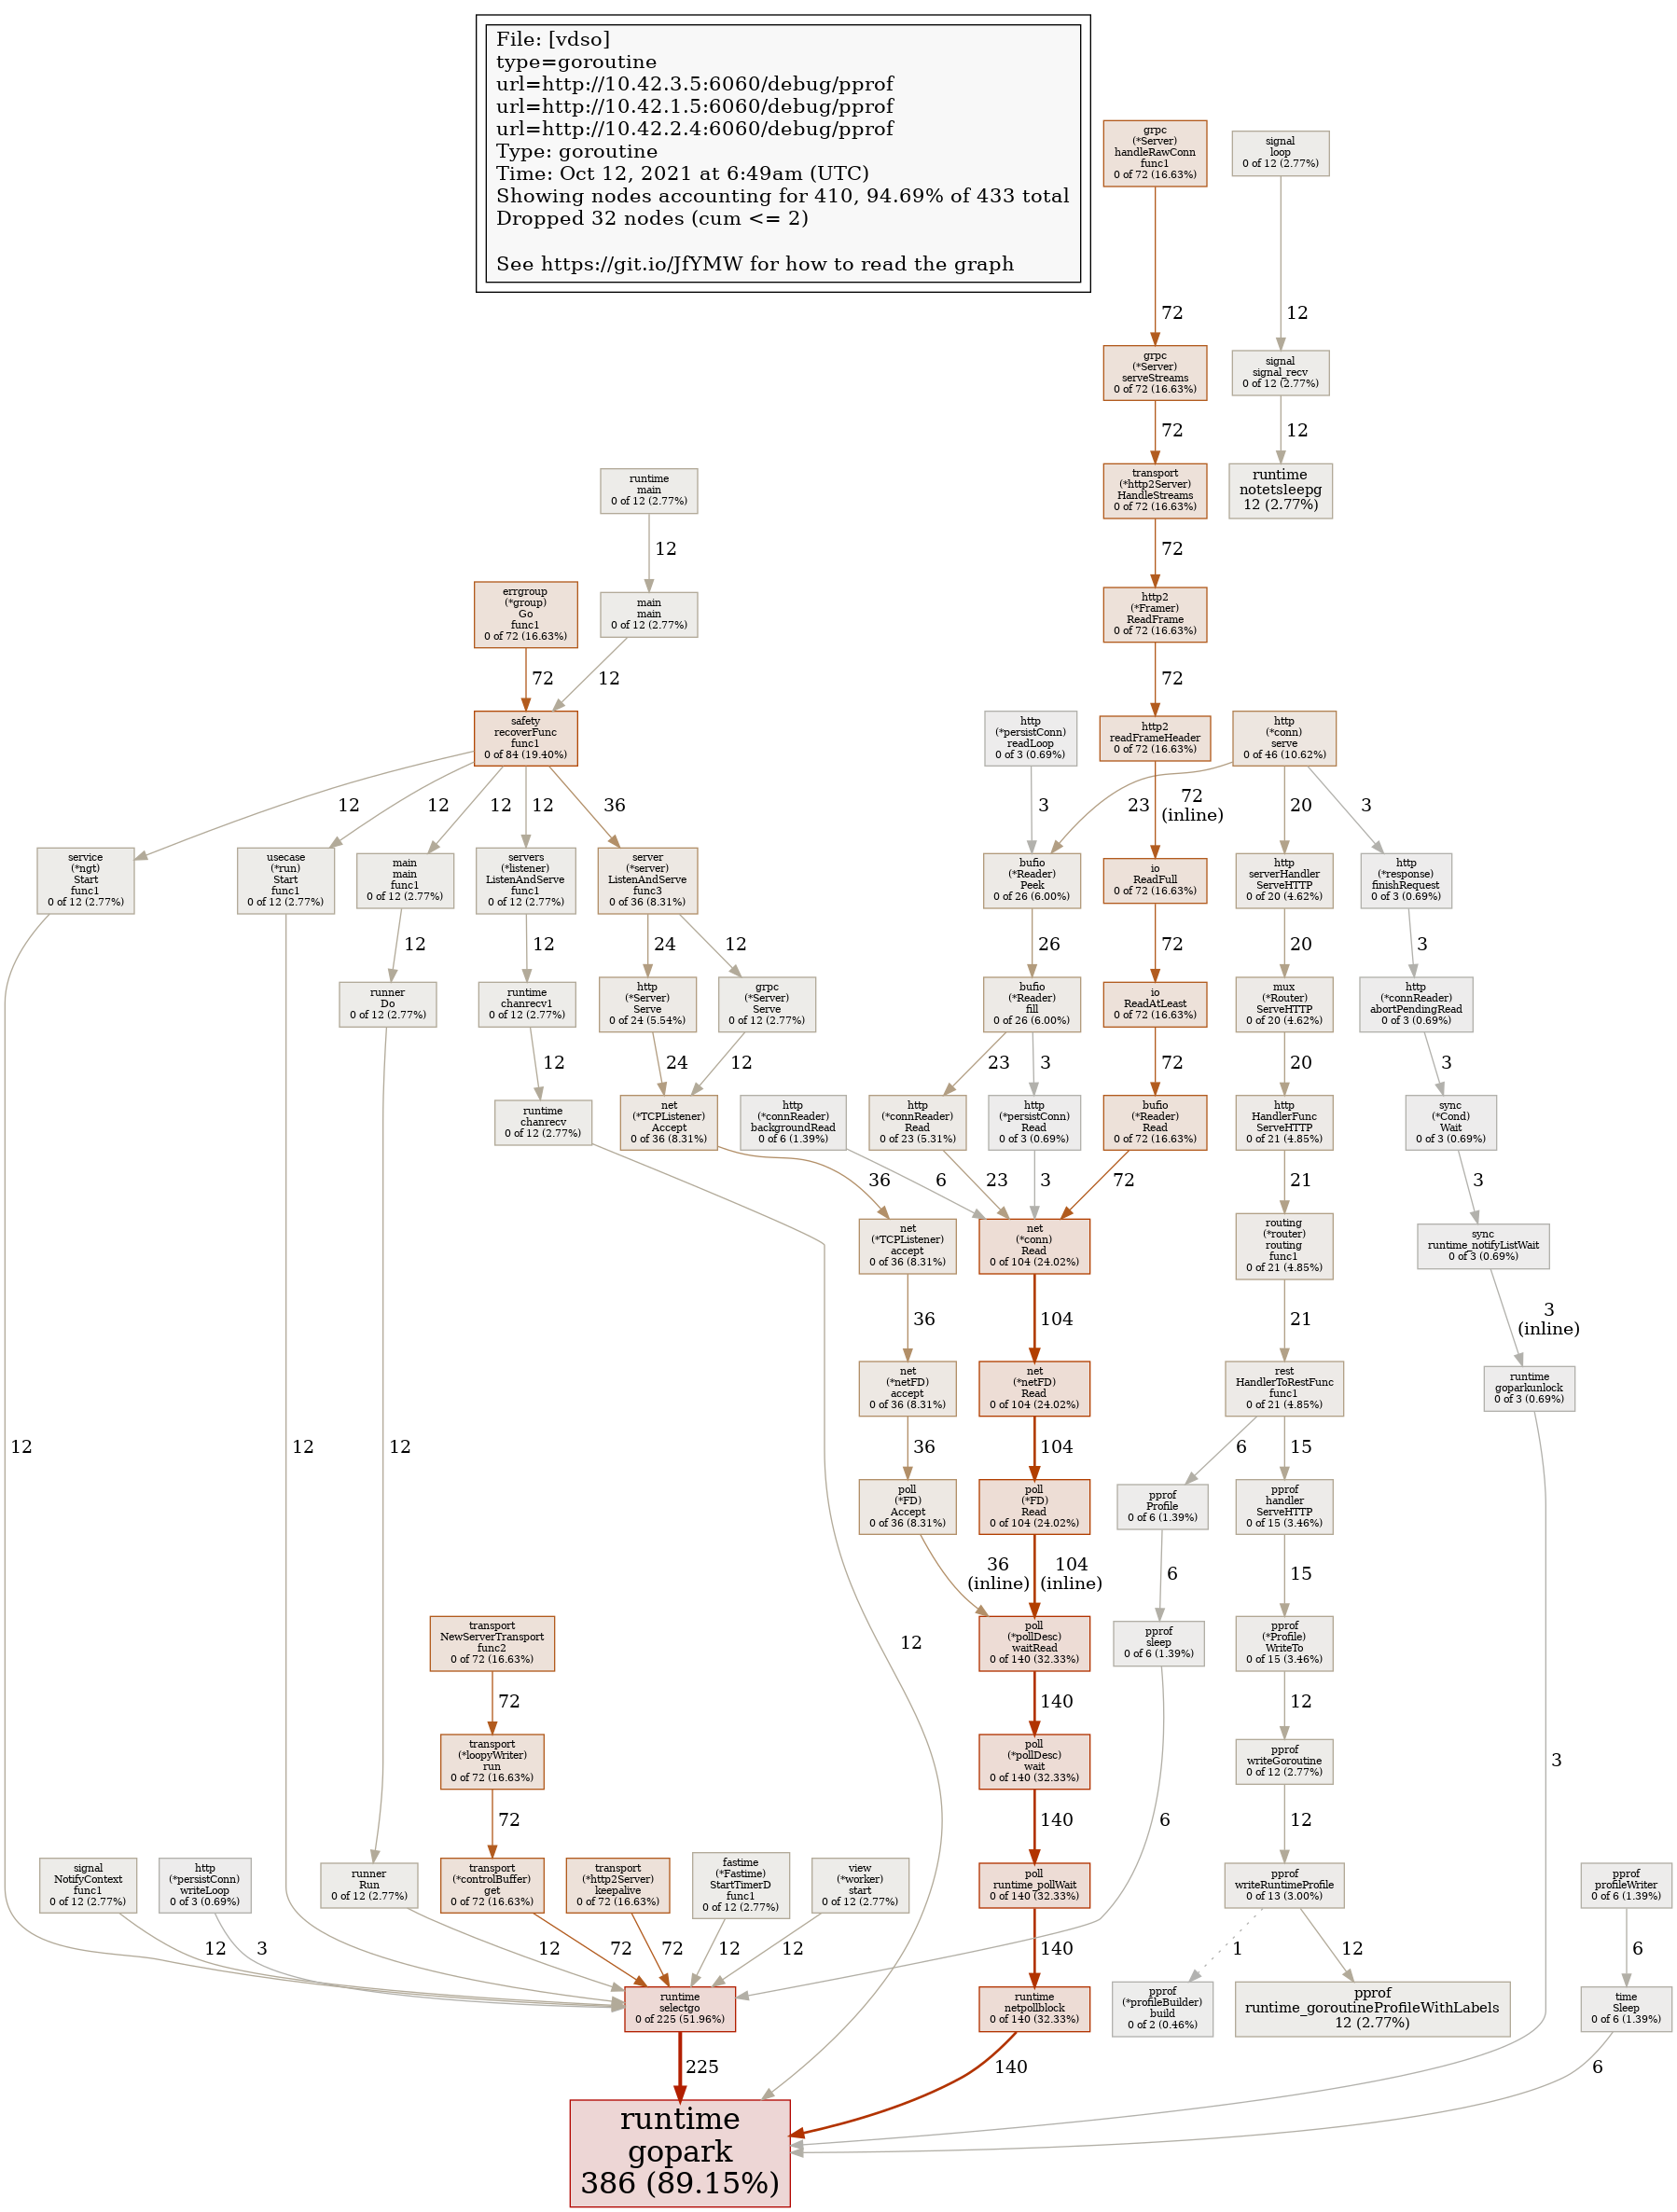 File: [vdso]
type=goroutine
url=http://10.42.3.5:6060/debug/pprof
url=http://10.42.1.5:6060/debug/pprof
url=http://10.42.2.4:6060/debug/pprof
Type: goroutine
Time: Oct 12, 2021 at 6:49am (UTC)
Showing nodes accounting for 410, 94.69% of 433 total
Dropped 32 nodes (cum <= 2)
See https://git.io/JfYMW for how to read the graph
grpc
(*Server)
handleRawConn
func1
0 of 72 (16.63%)
signal
loop
0 of 12 (2.77%)
72
12
grpc
(*Server)
serveStreams
0 of 72 (16.63%)
signal
signal_recv
0 of 12 (2.77%)
72
12
transport
(*http2Server)
HandleStreams
0 of 72 (16.63%)
runtime
notetsleepg
12 (2.77%)
runtime
main
0 of 12 (2.77%)
12
72
errgroup
(*group)
Go
func1
0 of 72 (16.63%)
main
main
0 of 12 (2.77%)
http2
(*Framer)
ReadFrame
0 of 72 (16.63%)
72
12
72
safety
recoverFunc
func1
0 of 84 (19.40%)
http
(*persistConn)
readLoop
0 of 3 (0.69%)
http2
readFrameHeader
0 of 72 (16.63%)
http
(*conn)
serve
0 of 46 (10.62%)
12
12
12
12
36
3
23
72
(inline)
20
3
service
(*ngt)
Start
func1
0 of 12 (2.77%)
usecase
(*run)
Start
func1
0 of 12 (2.77%)
main
main
func1
0 of 12 (2.77%)
servers
(*listener)
ListenAndServe
func1
0 of 12 (2.77%)
server
(*server)
ListenAndServe
func3
0 of 36 (8.31%)
bufio
(*Reader)
Peek
0 of 26 (6.00%)
io
ReadFull
0 of 72 (16.63%)
http
serverHandler
ServeHTTP
0 of 20 (4.62%)
http
(*response)
finishRequest
0 of 3 (0.69%)
12
12
24
12
26
72
20
3
runner
Do
0 of 12 (2.77%)
runtime
chanrecv1
0 of 12 (2.77%)
http
(*Server)
Serve
0 of 24 (5.54%)
grpc
(*Server)
Serve
0 of 12 (2.77%)
bufio
(*Reader)
fill
0 of 26 (6.00%)
io
ReadAtLeast
0 of 72 (16.63%)
mux
(*Router)
ServeHTTP
0 of 20 (4.62%)
http
(*connReader)
abortPendingRead
0 of 3 (0.69%)
12
24
12
23
3
72
20
3
runtime
chanrecv
0 of 12 (2.77%)
net
(*TCPListener)
Accept
0 of 36 (8.31%)
http
(*connReader)
backgroundRead
0 of 6 (1.39%)
http
(*connReader)
Read
0 of 23 (5.31%)
http
(*persistConn)
Read
0 of 3 (0.69%)
bufio
(*Reader)
Read
0 of 72 (16.63%)
http
HandlerFunc
ServeHTTP
0 of 21 (4.85%)
sync
(*Cond)
Wait
0 of 3 (0.69%)
36
6
23
3
72
21
3
net
(*TCPListener)
accept
0 of 36 (8.31%)
net
(*conn)
Read
0 of 104 (24.02%)
routing
(*router)
routing
func1
0 of 21 (4.85%)
sync
runtime_notifyListWait
0 of 3 (0.69%)
36
104
21
3
(inline)
net
(*netFD)
accept
0 of 36 (8.31%)
net
(*netFD)
Read
0 of 104 (24.02%)
rest
HandlerToRestFunc
func1
0 of 21 (4.85%)
runtime
goparkunlock
0 of 3 (0.69%)
12
12
12
36
104
6
15
poll
(*FD)
Accept
0 of 36 (8.31%)
poll
(*FD)
Read
0 of 104 (24.02%)
pprof
Profile
0 of 6 (1.39%)
pprof
handler
ServeHTTP
0 of 15 (3.46%)
36
(inline)
104
(inline)
6
15
transport
NewServerTransport
func2
0 of 72 (16.63%)
12
poll
(*pollDesc)
waitRead
0 of 140 (32.33%)
pprof
sleep
0 of 6 (1.39%)
pprof
(*Profile)
WriteTo
0 of 15 (3.46%)
72
140
12
transport
(*loopyWriter)
run
0 of 72 (16.63%)
poll
(*pollDesc)
wait
0 of 140 (32.33%)
pprof
writeGoroutine
0 of 12 (2.77%)
3
72
140
6
12
signal
NotifyContext
func1
0 of 12 (2.77%)
http
(*persistConn)
writeLoop
0 of 3 (0.69%)
runner
Run
0 of 12 (2.77%)
transport
(*controlBuffer)
get
0 of 72 (16.63%)
transport
(*http2Server)
keepalive
0 of 72 (16.63%)
fastime
(*Fastime)
StartTimerD
func1
0 of 12 (2.77%)
view
(*worker)
start
0 of 12 (2.77%)
poll
runtime_pollWait
0 of 140 (32.33%)
pprof
writeRuntimeProfile
0 of 13 (3.00%)
pprof
profileWriter
0 of 6 (1.39%)
12
3
12
72
72
12
12
140
1
12
6
runtime
selectgo
0 of 225 (51.96%)
runtime
netpollblock
0 of 140 (32.33%)
pprof
(*profileBuilder)
build
0 of 2 (0.46%)
pprof
runtime_goroutineProfileWithLabels
12 (2.77%)
time
Sleep
0 of 6 (1.39%)
225
140
6
runtime
gopark
386 (89.15%)